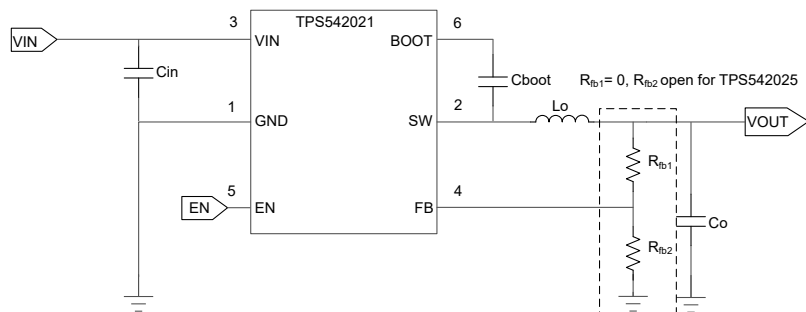 TPS542021
3
6
VIN
VIN
BOOT
Cin
Cboot
Rfb1= 0, Rfb2 open for TPS542025
1
2
Lo
GND
SW
VOUT
Rfb1
5
4
EN
EN
FB
Co
Rfb2